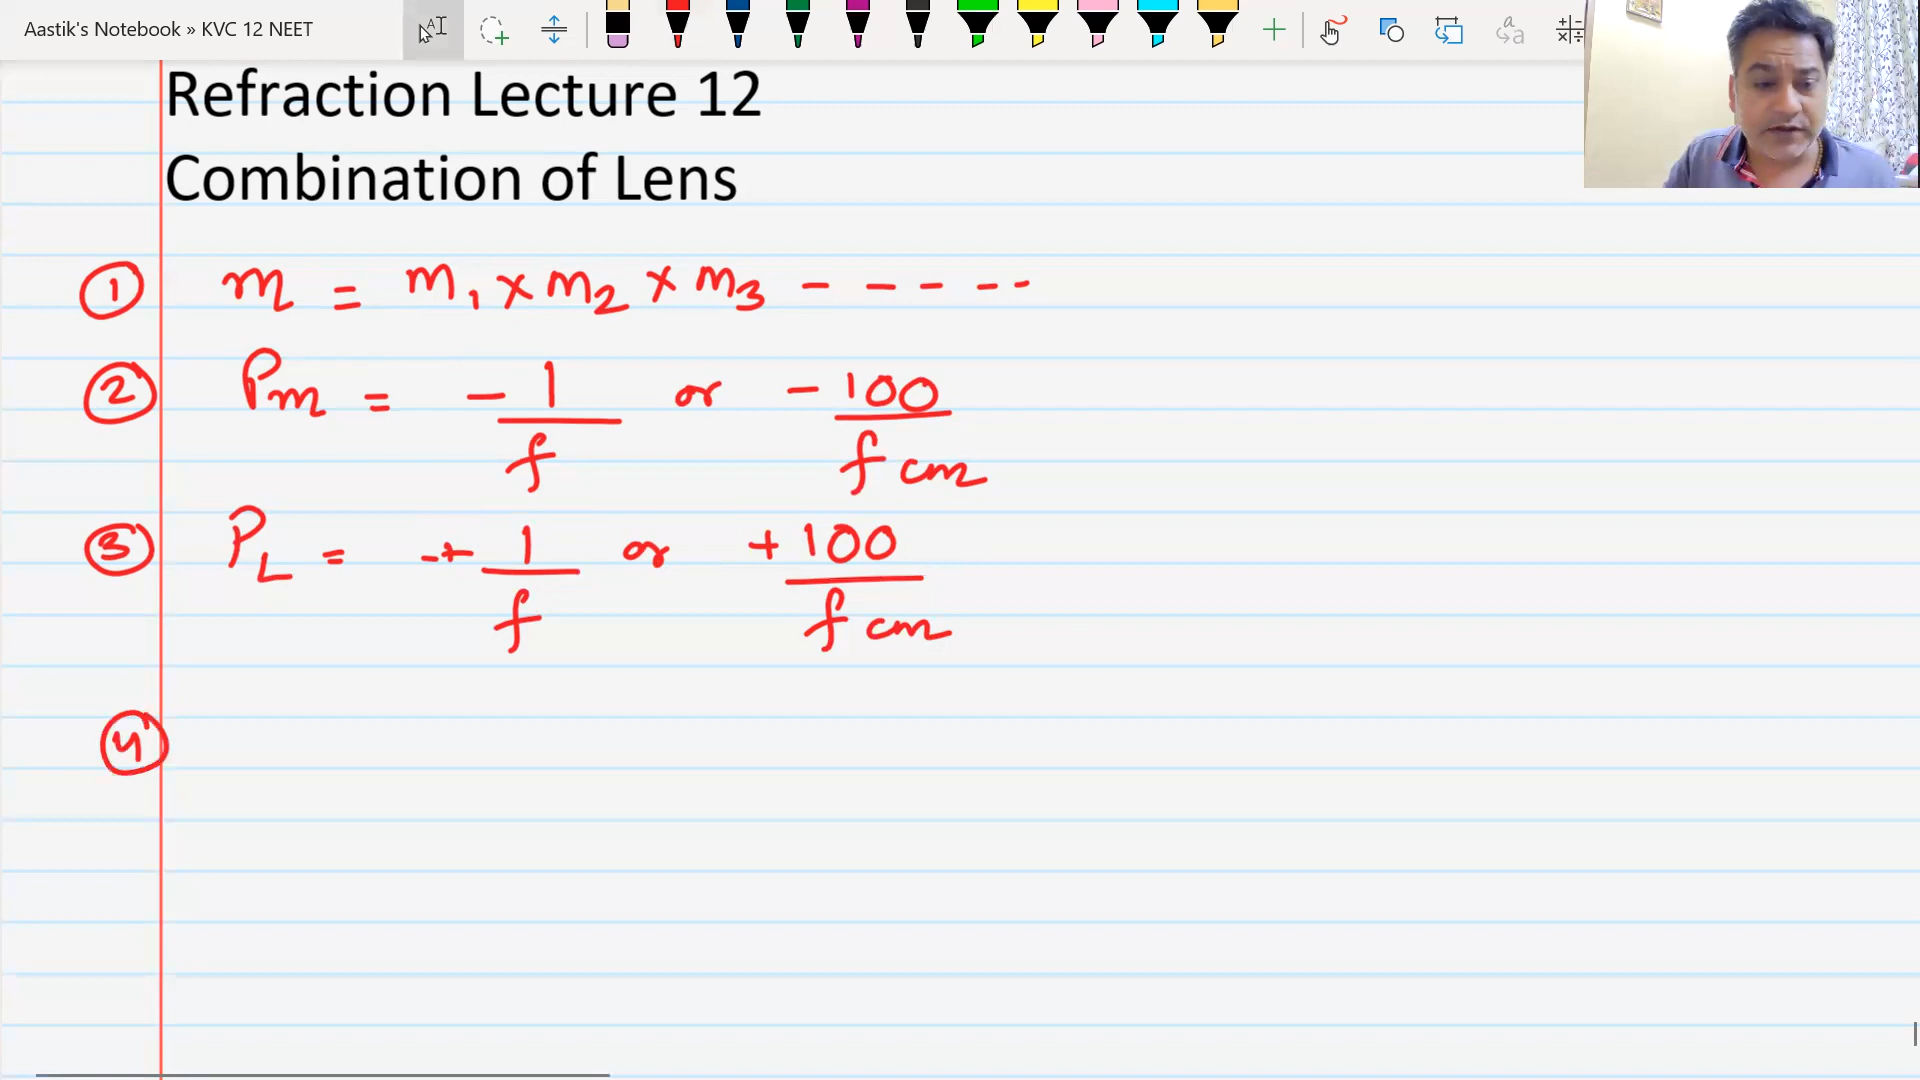 Aastik's Notebook » KVC 12 NEET
Refraction Lecture 12
Combination of Lens
① m = m₁ × m₂ × m₃ - - - - -
② Pm = - 1/f or - 100/f cm
③ P_L = + 1/f or + 100/f cm
④